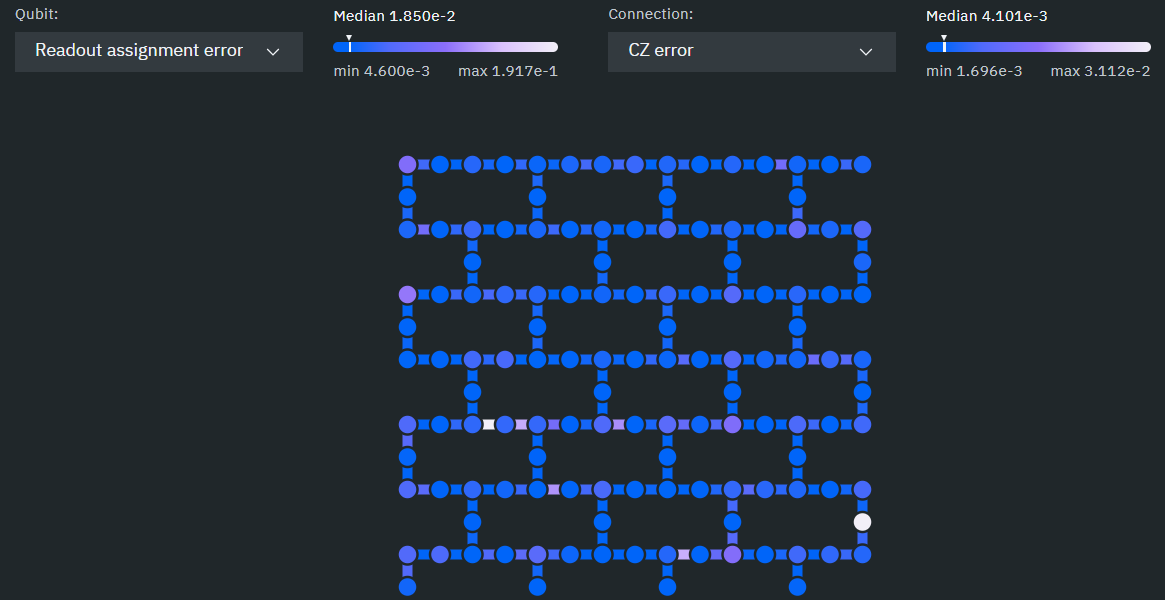 Qubit:
Readout assignment error
Median 1.850e-2
min 4.600e-3 max 1.917e-1
Connection:
CZ error
Median 4.101e-3
min 1.696e-3 max 3.112e-2